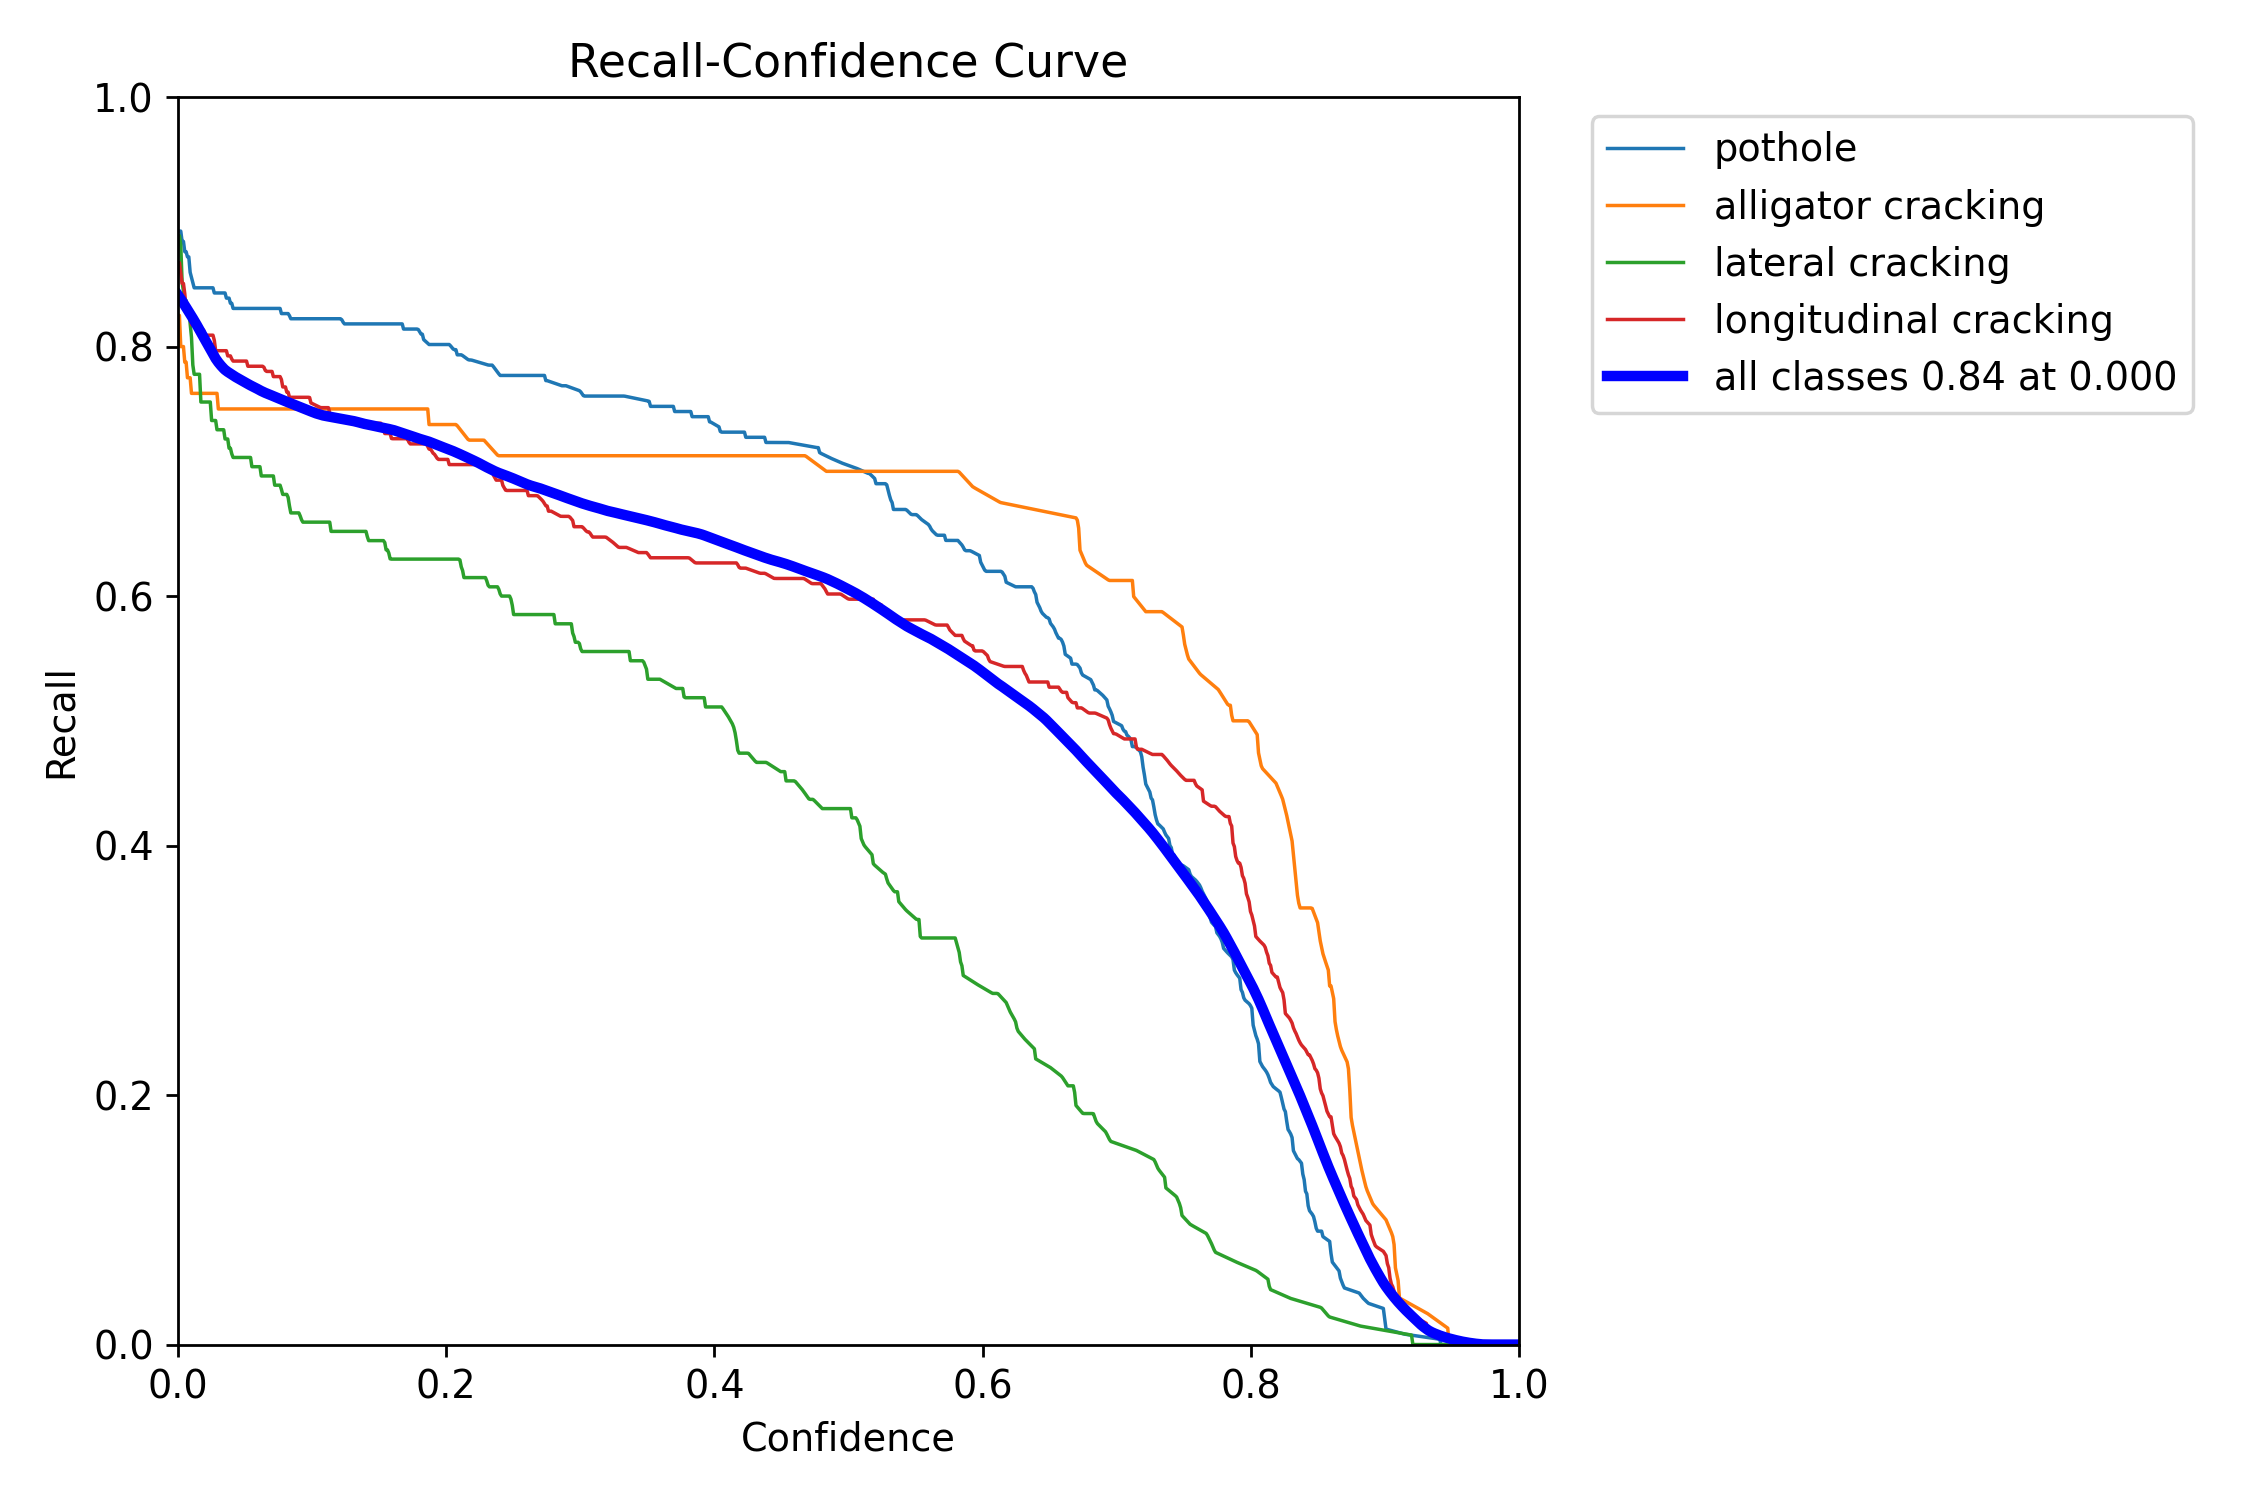 Recall-Confidence Curve
1.0
0.8
0.6
0.4
0.2
0.0
Recall
0.0 0.2 0.4 0.6 0.8 1.0
Confidence
pothole
alligator cracking
lateral cracking
longitudinal cracking
all classes 0.84 at 0.000